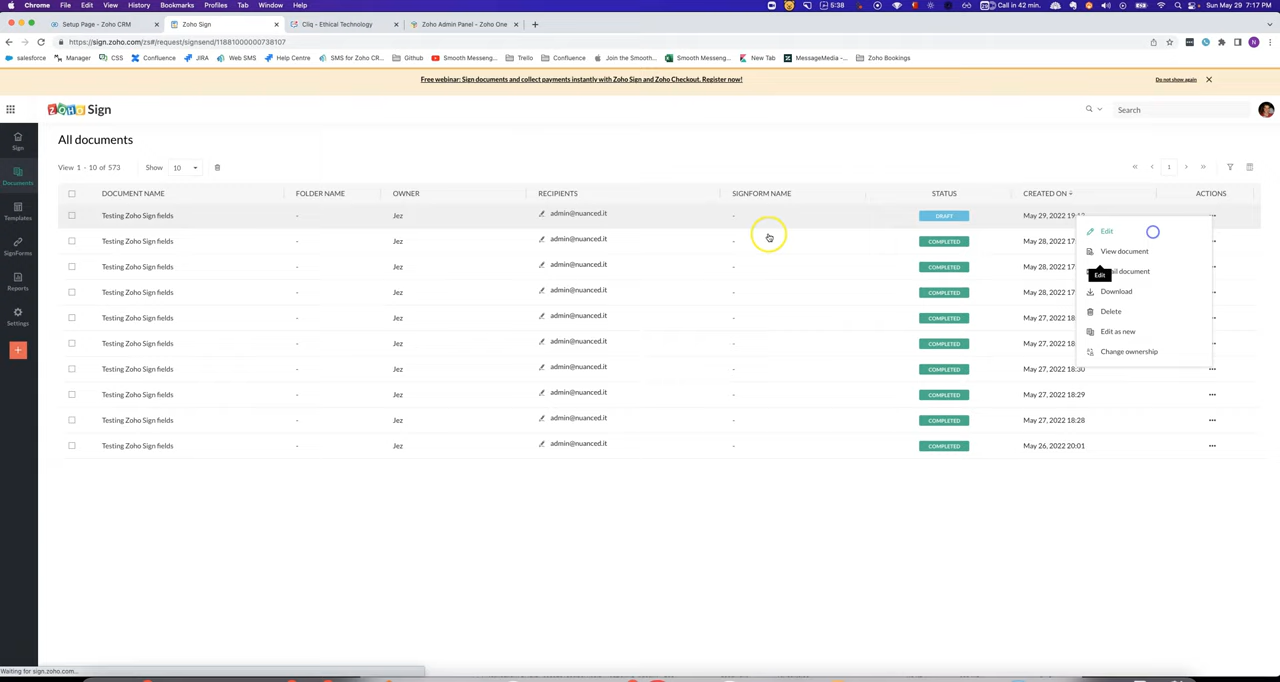 Chrome File Edit View History Bookmarks Profiles Tab Window Help 5:38 Call in 42 min. Sun May 29 7:17 PM
Setup Page - Zoho CRM Zoho Sign Cliq - Ethical Technology Zoho Admin Panel - Zoho One
https://sign.zoho.com/zs#/request/signsend/11881000000738107
salesforce Manager CSS Confluence JIRA Web SMS Help Centre SMS for Zoho CR... Github Smooth Messeng... Trello Confluence Join the Smooth... Smooth Messeng... New Tab MessageMedia -... Zoho Bookings
Free webinar: Sign documents and collect payments instantly with Zoho Sign and Zoho Checkout. Register now! Do not show again
ZOHO Sign Search
Sign
Documents
Templates
SignForms
Reports
Settings
All documents
View 1 - 10 of 573 Show 10 1
DOCUMENT NAME FOLDER NAME OWNER RECIPIENTS SIGNFORM NAME STATUS CREATED ON ACTIONS
Testing Zoho Sign fields - Jez admin@nuanced.it - DRAFT May 29, 2022 19:12
Testing Zoho Sign fields - Jez admin@nuanced.it - COMPLETED May 28, 2022 17
Testing Zoho Sign fields - Jez admin@nuanced.it - COMPLETED May 28, 2022 17
Testing Zoho Sign fields - Jez admin@nuanced.it - COMPLETED May 28, 2022 17
Testing Zoho Sign fields - Jez admin@nuanced.it - COMPLETED May 27, 2022 18
Testing Zoho Sign fields - Jez admin@nuanced.it - COMPLETED May 27, 2022 17
Testing Zoho Sign fields - Jez admin@nuanced.it - COMPLETED May 27, 2022 18:30
Testing Zoho Sign fields - Jez admin@nuanced.it - COMPLETED May 27, 2022 18:29
Testing Zoho Sign fields - Jez admin@nuanced.it - COMPLETED May 27, 2022 18:28
Testing Zoho Sign fields - Jez admin@nuanced.it - COMPLETED May 26, 2022 20:01
Edit
View document
Edit
document
Download
Delete
Edit as new
Change ownership
Waiting for sign.zoho.com...